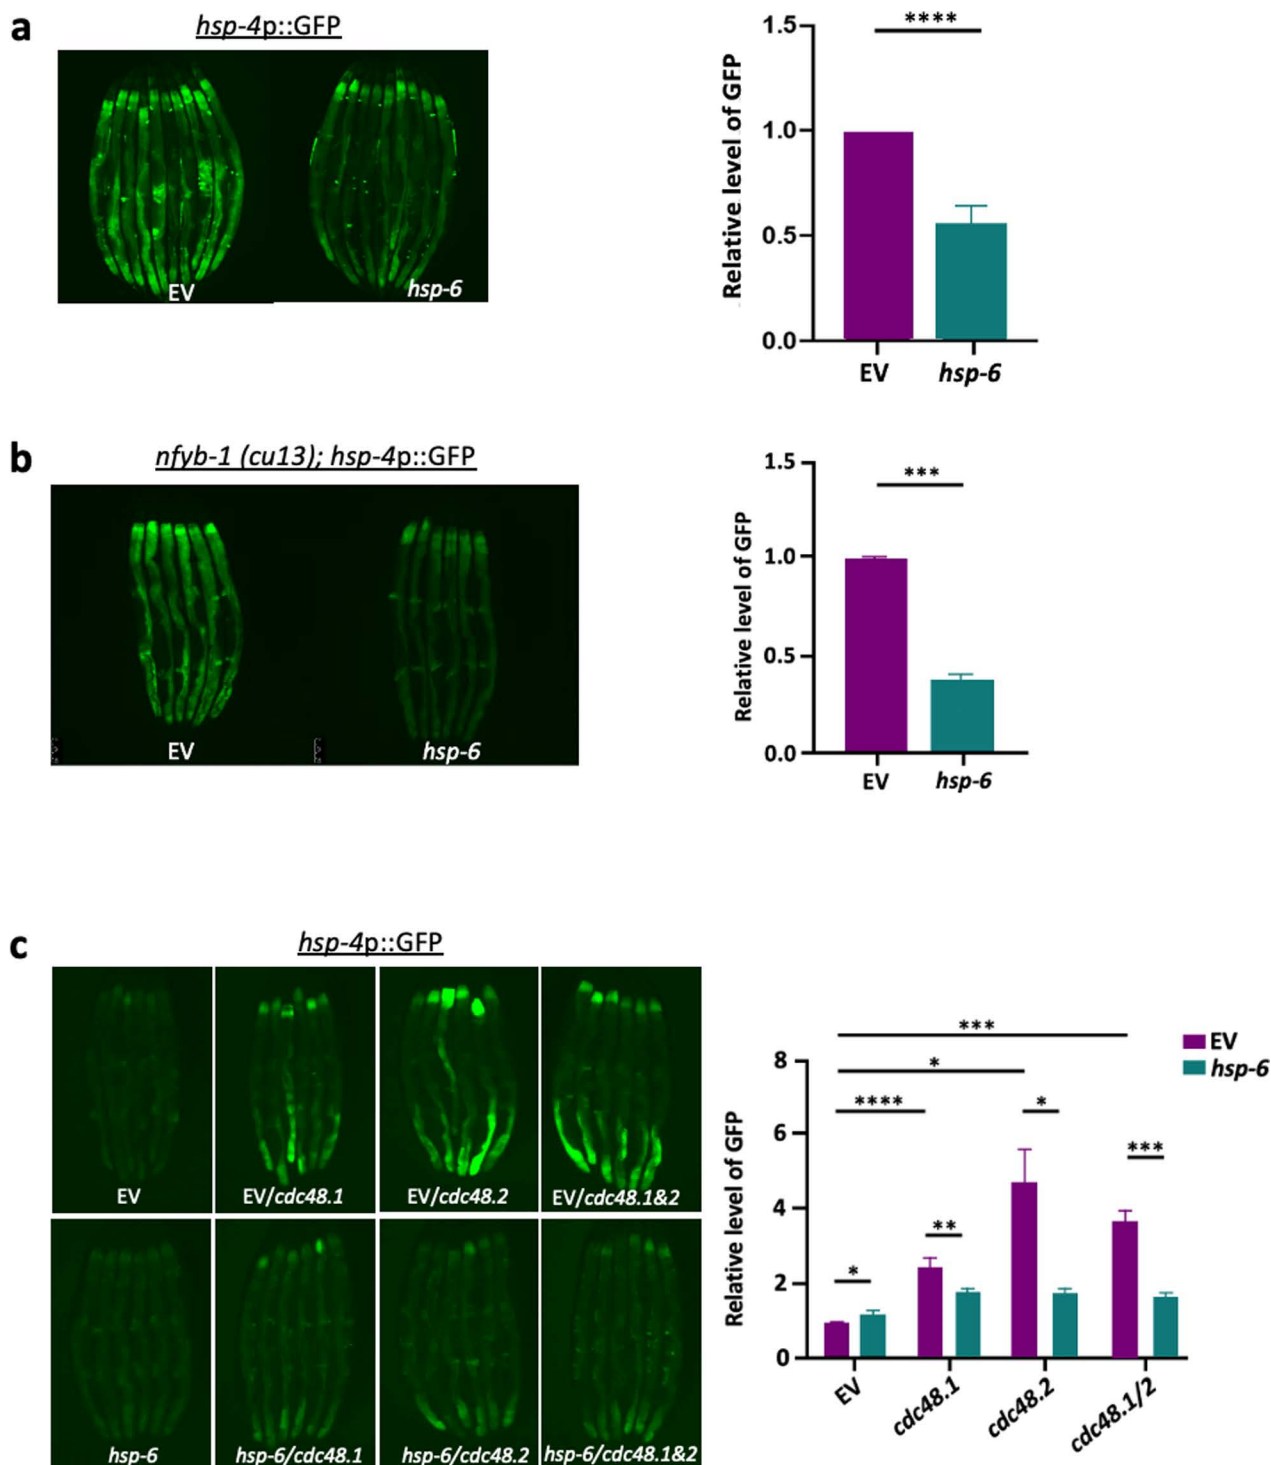 a
hsp-4p::GFP
EV
hsp-6
Relative level of GFP
1.5
1.0
0.5
0.0
****
EV
hsp-6
b
nfyb-1 (cu13); hsp-4p::GFP
EV
hsp-6
Relative level of GFP
1.5
1.0
0.5
0.0
***
EV
hsp-6
c
hsp-4p::GFP
EV
EV/cdc48.1
EV/cdc48.2
EV/cdc48.1&2
hsp-6
hsp-6/cdc48.1
hsp-6/cdc48.2
hsp-6/cdc48.1&2
Relative level of GFP
8
6
4
2
0
***
*
****
*
***
**
*
EV
hsp-6
EV
cdc48.1
cdc48.2
cdc48.1/2